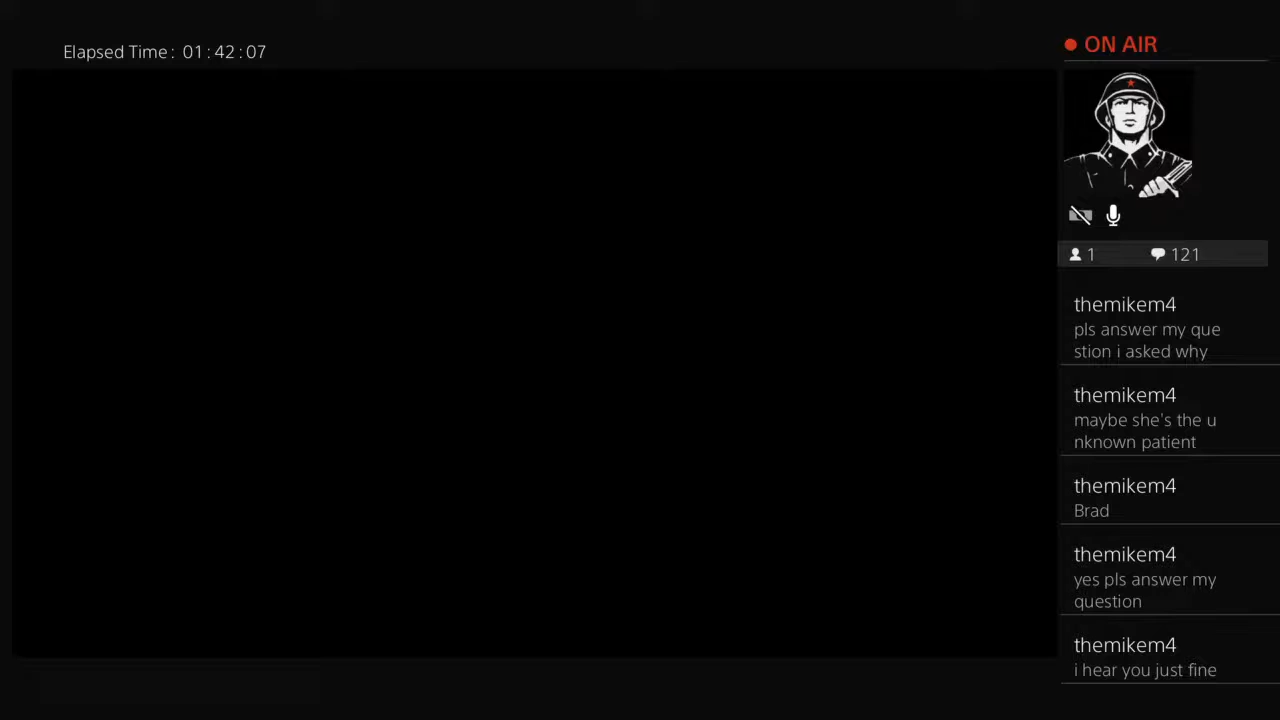 Elapsed Time: 01:42:07
ON AIR
1 121
themikem4
pls answer my que
stion i asked why
themikem4
maybe she's the u
nknown patient
themikem4
Brad
themikem4
yes pls answer my
question
themikem4
i hear you just fine